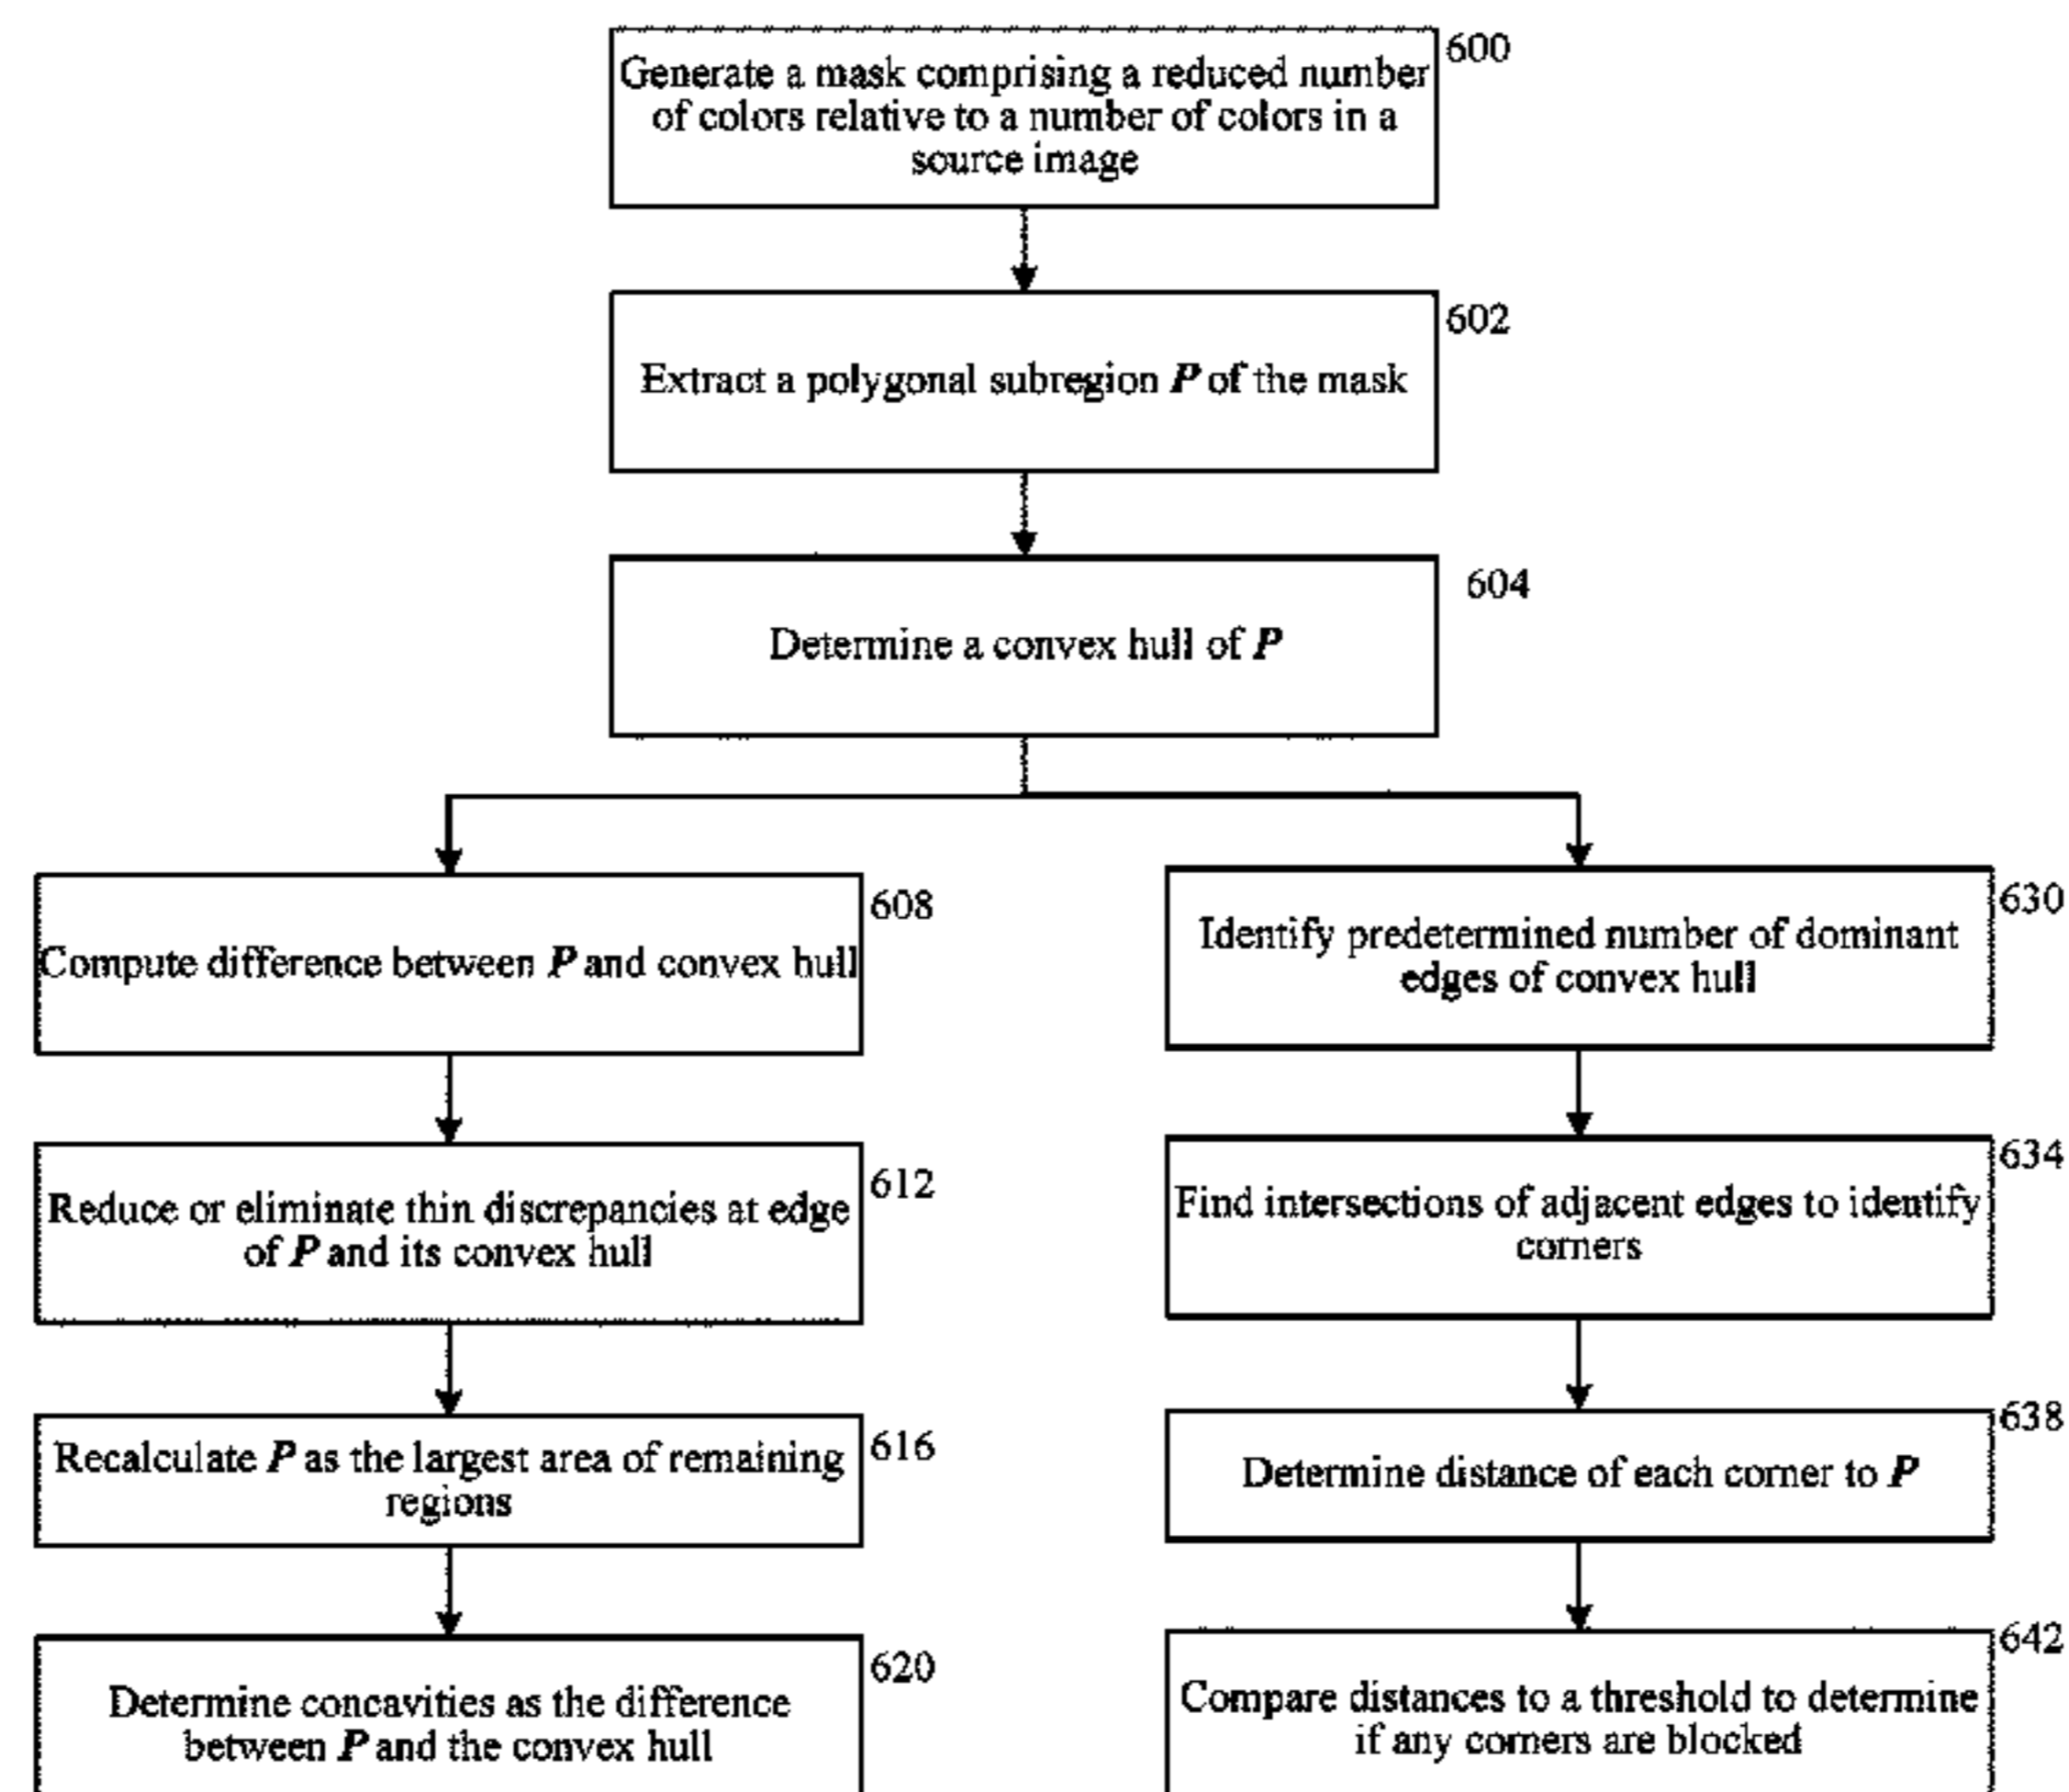 600
Generate a mask comprising a reduced number
of colors relative to a number of colors in a
source image
602
Extract a polygonal subregion P of the mask
604
Determine a convex hull of P
608
Compute difference between P and convex hull
612
Reduce or eliminate thin discrepancies at edge
of P and its convex hull
616
Recalculate P as the largest area of remaining
regions
620
Determine concavities as the difference
between P and the convex hull
630
Identify predetermined number of dominant
edges of convex hull
634
Find intersections of adjacent edges to identify
corners
638
Determine distance of each corner to P
642
Compare distances to a threshold to determine
if any corners are blocked